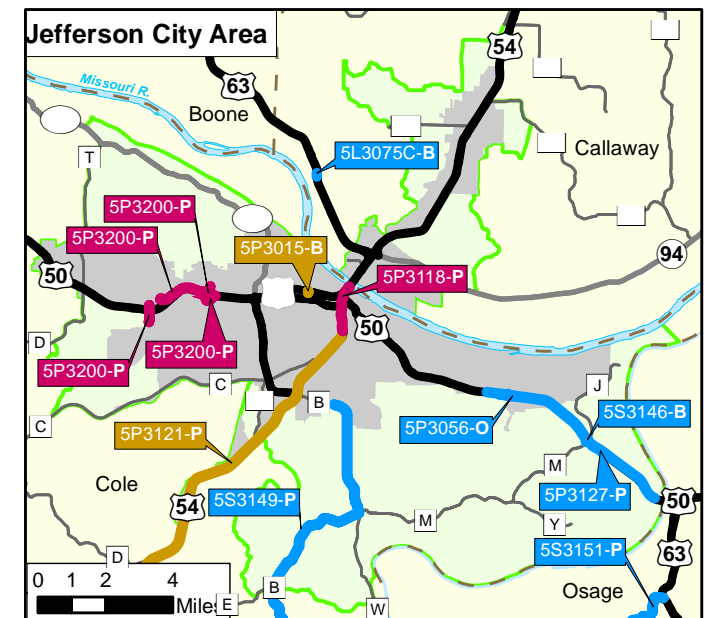 Jefferson City Area
54
Missouri R.
63
Boone
Callaway
5L3075C-B
T
5P3200-P
5P3200-P
5P3015-B
94
50
5P3118-P
50
D
5P3200-P
5P3200-P
C
J
B
C
5P3056-O
5S3146-B
5P3121-P
M
Cole
5P3127-P
54
5S3149-P
50
M
Y
5S3151-P
63
D
0 1 2 4
Miles
B
E
W
Osage